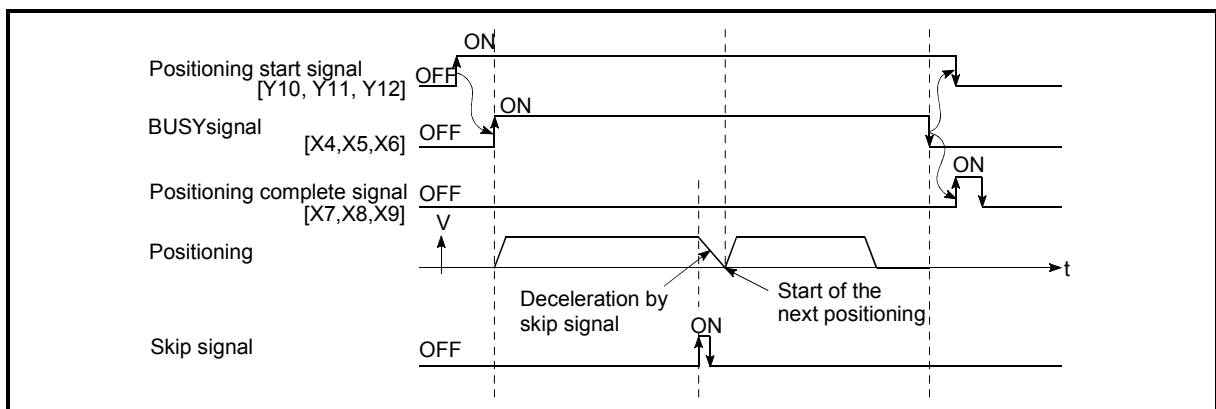 ON
Positioning start signal
OFF
[Y10, Y11, Y12]
ON
BUSYsignal
OFF
[X4,X5,X6]
ON
Positioning complete signal
OFF
[X7,X8,X9]
V
Positioning
t
Deceleration by
skip signal
Start of the
next positioning
ON
Skip signal
OFF